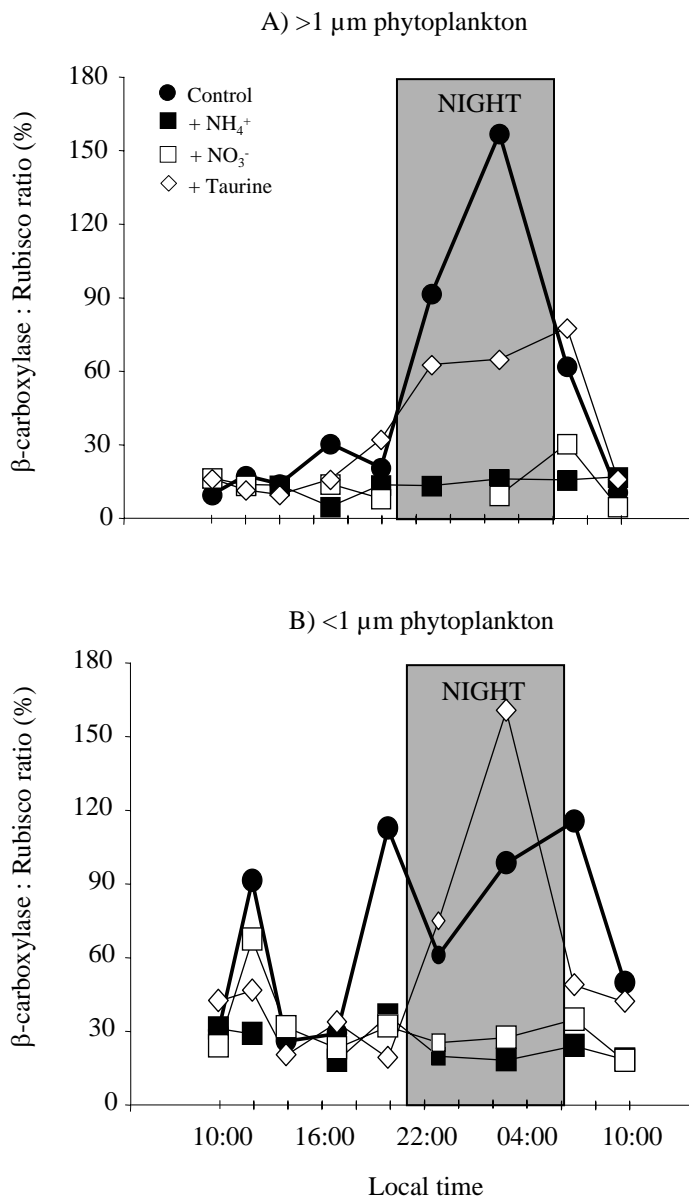 A) >1 µm phytoplankton
β-carboxylase : Rubisco ratio (%)
180
150
120
90
60
30
0
Control
+ NH₄⁺
+ NO₃⁻
+ Taurine
NIGHT
B) <1 µm phytoplankton
β-carboxylase : Rubisco ratio (%)
180
150
120
90
60
30
0
NIGHT
10:00 16:00 22:00 04:00 10:00
Local time